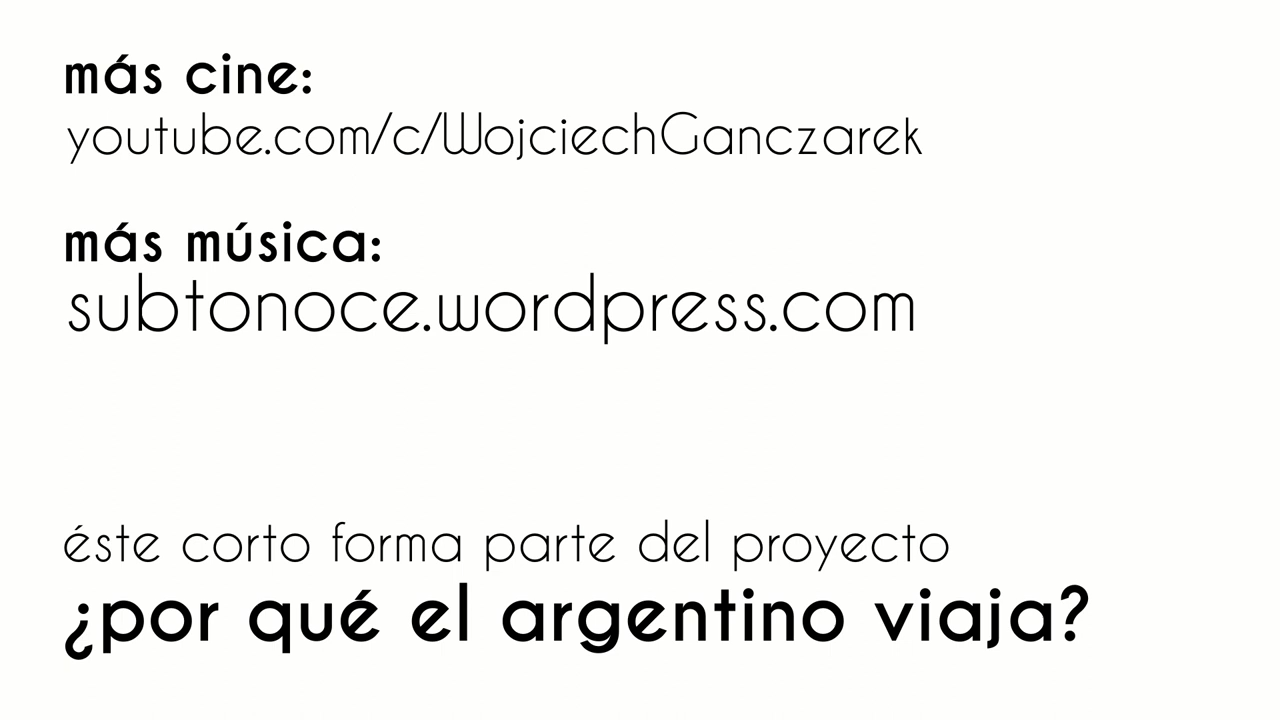 más cine:
youtube.com/c/WojciechGanczarek
más música:
subtonoce.wordpress.com
éste corto forma parte del proyecto
¿por qué el argentino viaja?